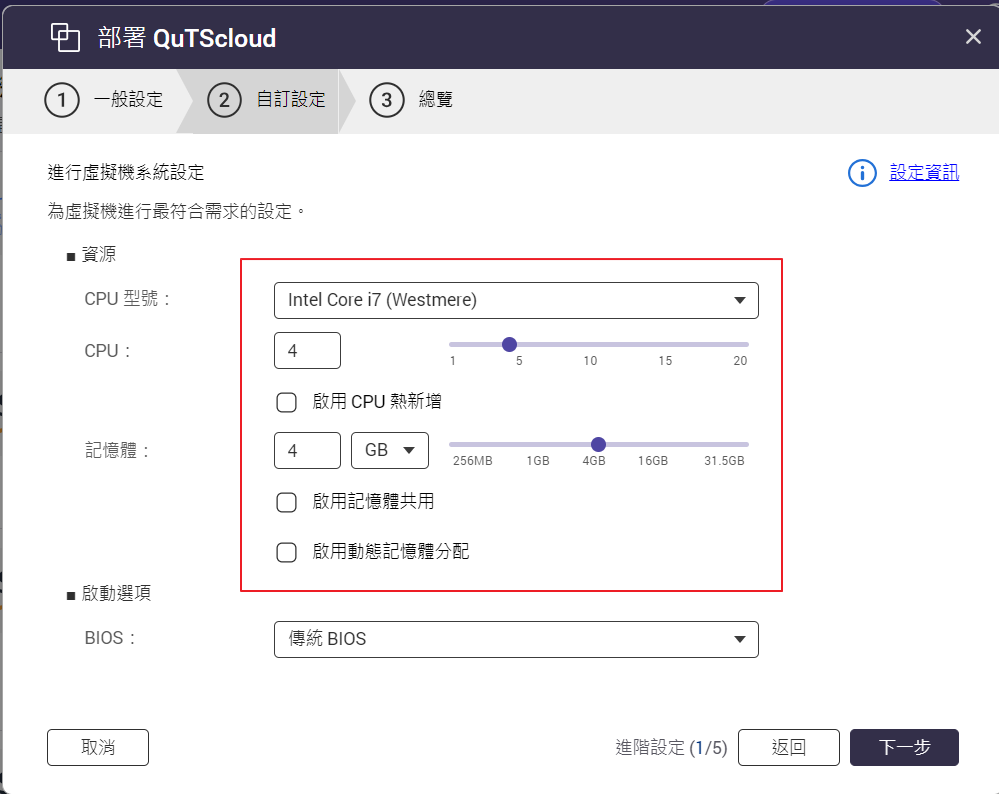 部署 QuTScloud
1 一般設定 2 自訂設定 3 總覽
進行虛擬機系統設定
設定資訊
為虛擬機進行最符合需求的設定。
資源
CPU 型號：
Intel Core i7 (Westmere)
CPU：
4
1 5 10 15 20
啟用 CPU 熱新增
記憶體：
4 GB
256MB 1GB 4GB 16GB 31.5GB
啟用記憶體共用
啟用動態記憶體分配
啟動選項
BIOS：
傳統 BIOS
取消
進階設定 (1/5)
返回
下一步